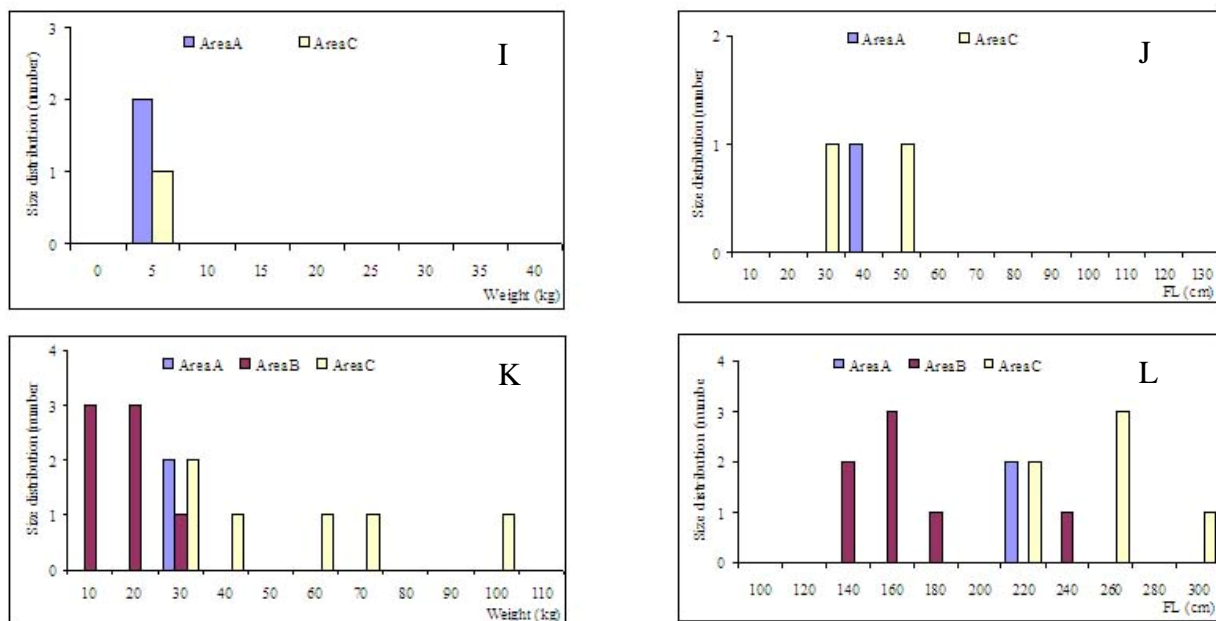 3
AreaA AreaC
I
2
1
0
Size distribution (number)
0 5 10 15 20 25 30 35 40
Weight (kg)
2
AreaA AreaC
J
1
0
Size distribution (number
10 20 30 40 50 60 70 80 90 100 110 120 130
FL (cm)
4
AreaA AreaB AreaC
K
3
2
1
0
Size distribution (number
10 20 30 40 50 60 70 80 90 100 110
Weight (kg)
4
AreaA AreaB AreaC
L
3
2
1
0
Size distribution (numbe
100 120 140 160 180 200 220 240 260 280 300
FL (cm)